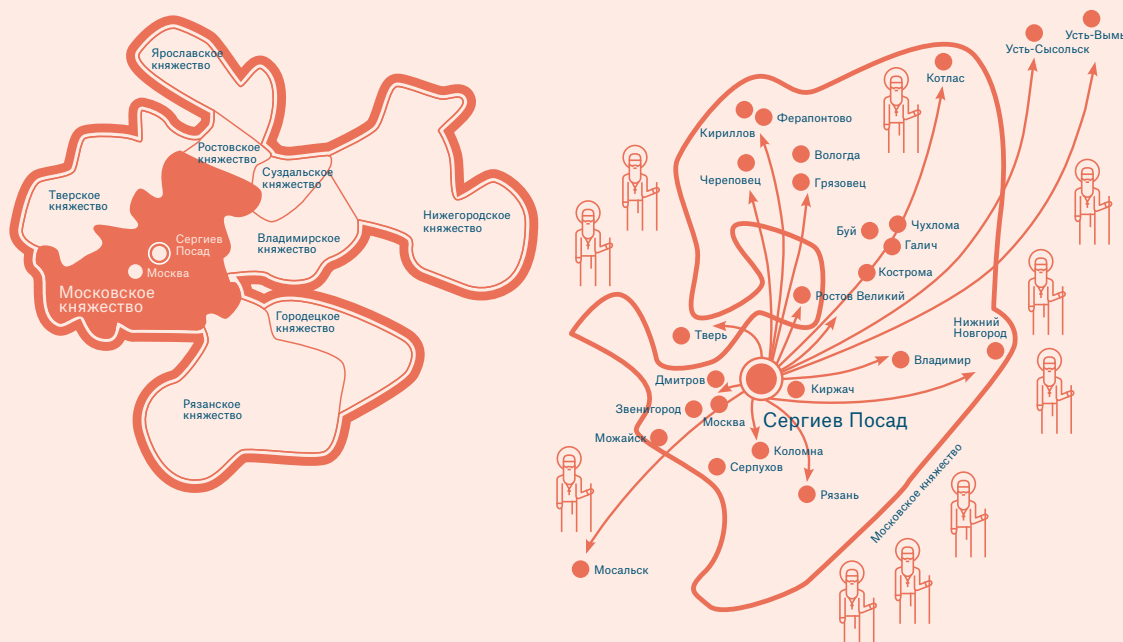 Ярославское
княжество
Ростовское
княжество
Суздальское
княжество
Тверское
княжество
Нижегородское
княжество
Владимирское
княжество
Сергиев
Посад
Москва
Московское
княжество
Городецкое
княжество
Рязанское
княжество
Усть-Вымь
Усть-Сысольск
Котлас
Ферапонтово
Кириллов
Вологда
Череповец
Грязовец
Чухлома
Буй
Галич
Кострома
Ростов Великий
Нижний
Новгород
Тверь
Владимир
Дмитров
Киржач
Звенигород
Москва
Сергиев Посад
Можайск
Коломна
Серпухов
Рязань
Московское княжество
Мосальск